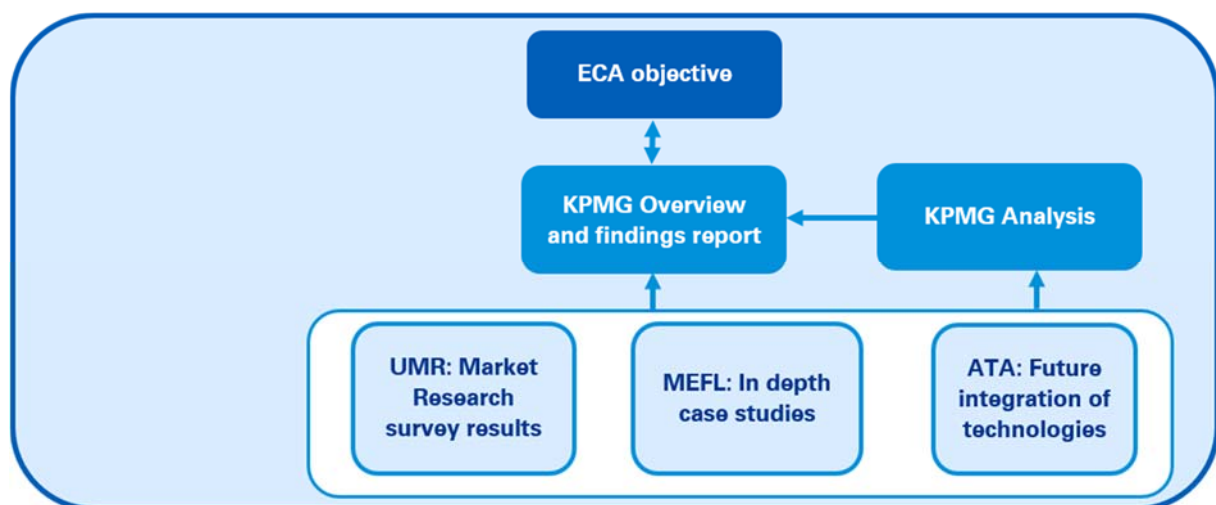 ECA objective
KPMG Overview
and findings report
KPMG Analysis
UMR: Market
Research
survey results
MEFL: In depth
case studies
ATA: Future
integration of
technologies